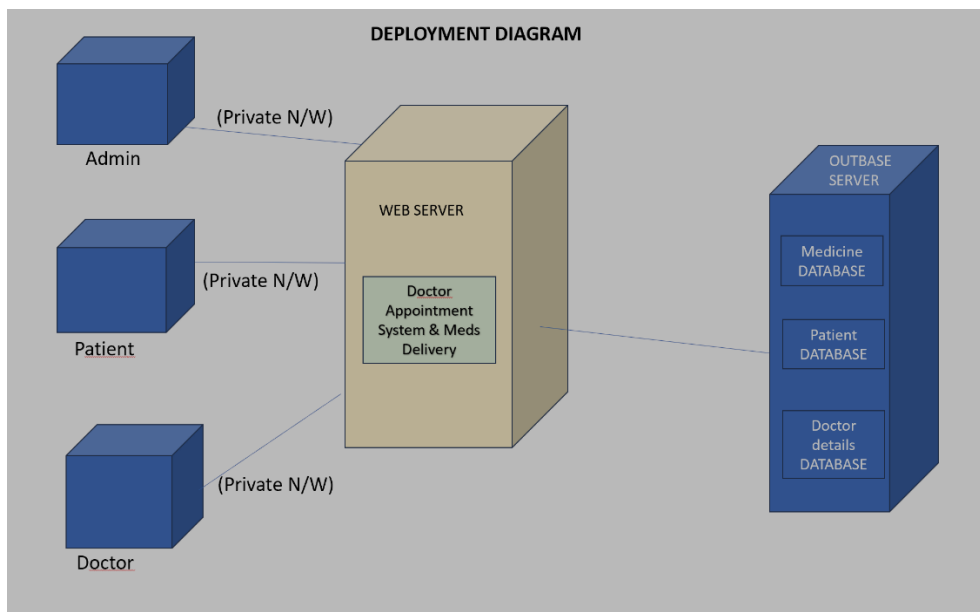 DEPLOYMENT DIAGRAM
(Private N/W)
Admin
WEB SERVER
OUTBASE
SERVER
Medicine
DATABASE
(Private N/W)
Patient
Doctor
Appointment
System & Meds
Delivery
Patient
DATABASE
Doctor
details
DATABASE
(Private N/W)
Doctor